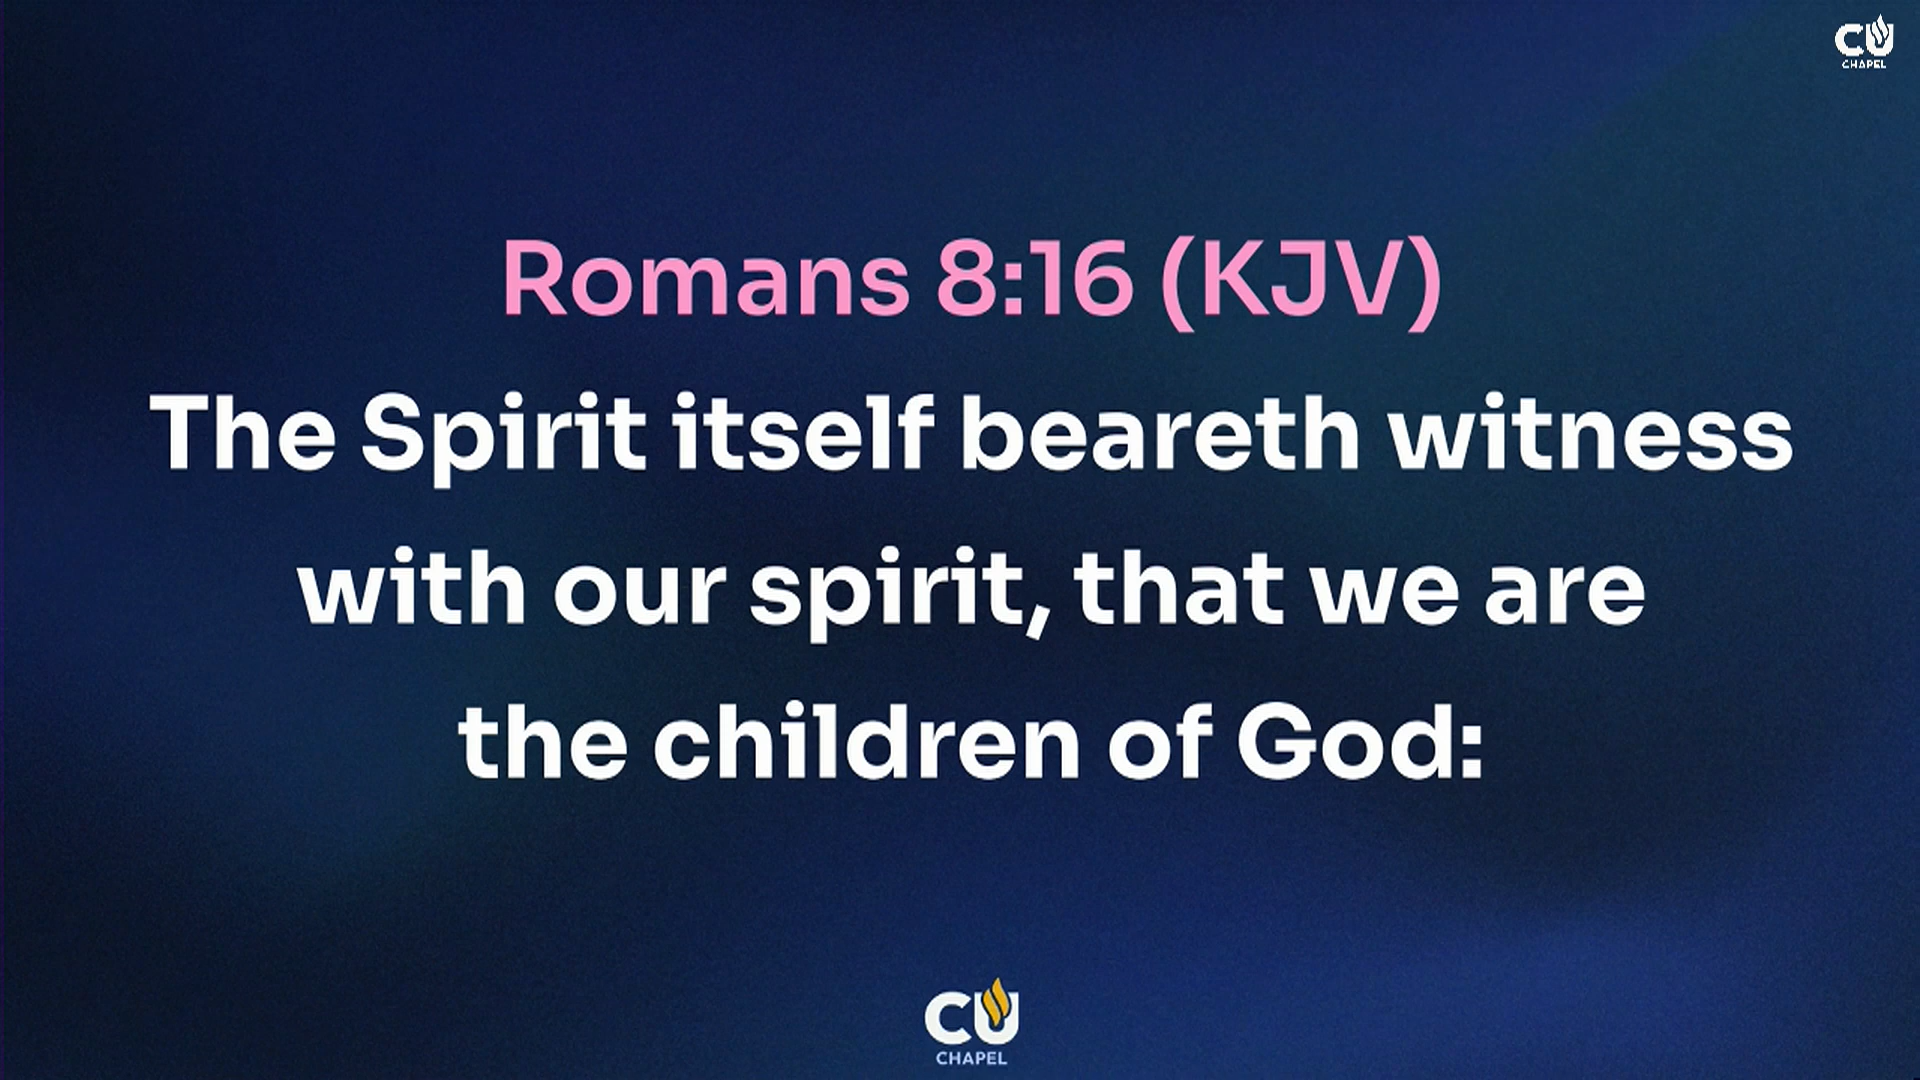 CU
CHAPEL
Romans 8:16 (KJV)
The Spirit itself beareth witness
with our spirit, that we are
the children of God:
CU
CHAPEL